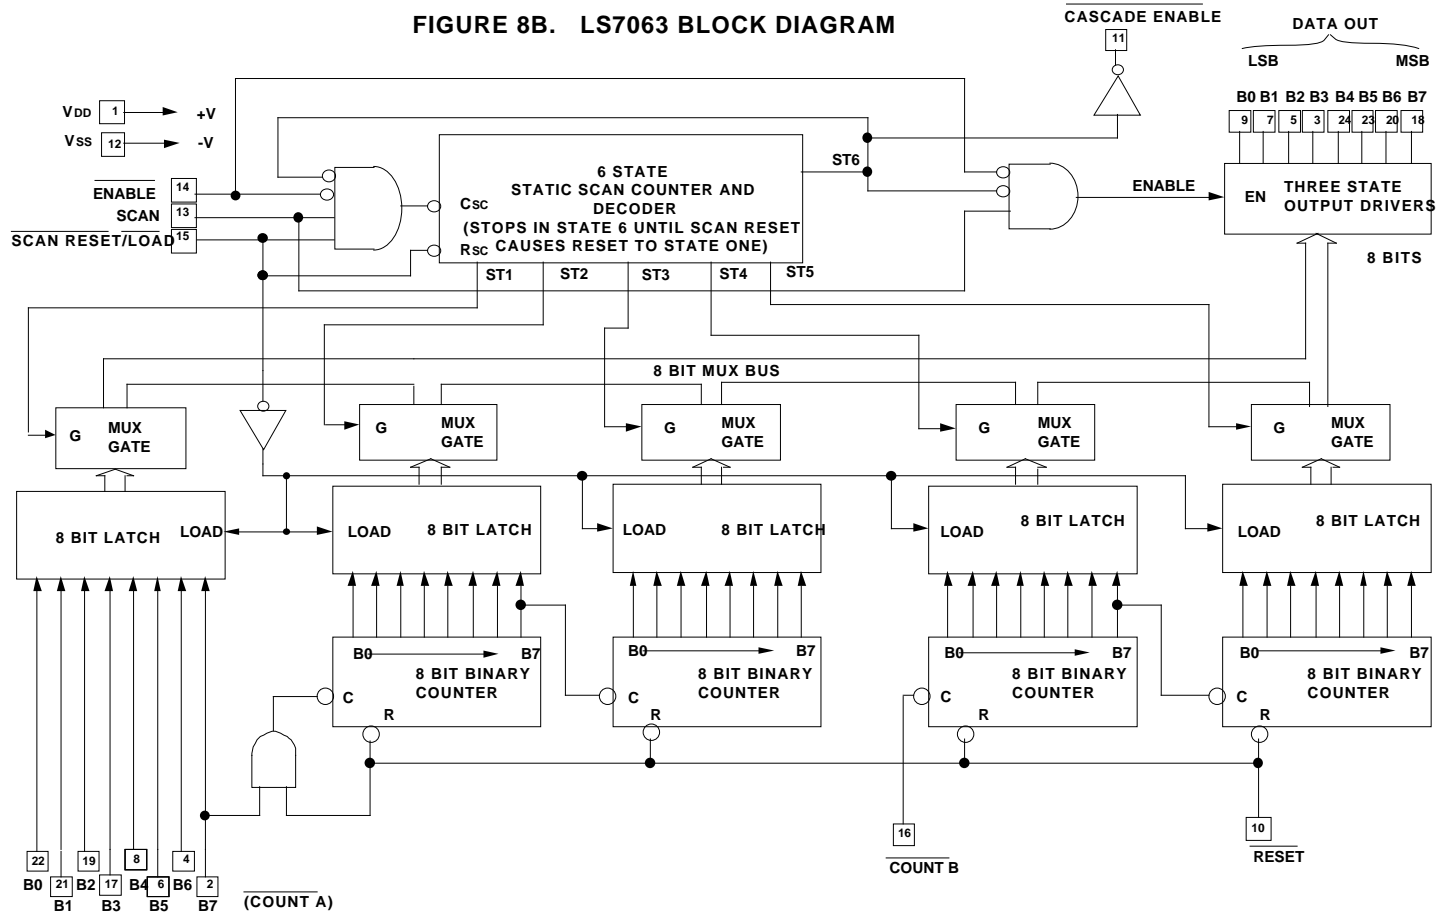 FIGURE 8B. LS7063 BLOCK DIAGRAM
CASCADE ENABLE
11
DATA OUT
LSB MSB
B0 B1 B2 B3 B4 B5 B6 B7
9 7 5 3 24 23 20 18
VDD 1 +V
VSS 12 -V
ENABLE 14
SCAN 13
SCAN RESET/LOAD 15
6 STATE
STATIC SCAN COUNTER AND
DECODER
(STOPS IN STATE 6 UNTIL SCAN RESET
CAUSES RESET TO STATE ONE)
CSC
RSC
ST6
ST1 ST2 ST3 ST4 ST5
ENABLE
EN THREE STATE
OUTPUT DRIVERS
8 BITS
8 BIT MUX BUS
G MUX
GATE
G MUX
GATE
G MUX
GATE
G MUX
GATE
G MUX
GATE
8 BIT LATCH LOAD
LOAD 8 BIT LATCH
LOAD 8 BIT LATCH
LOAD 8 BIT LATCH
LOAD 8 BIT LATCH
B0 B7
8 BIT BINARY
COUNTER
C
R
B0 B7
8 BIT BINARY
COUNTER
C
R
B0 B7
8 BIT BINARY
COUNTER
C
R
B0 B7
8 BIT BINARY
COUNTER
C
R
16
COUNT B
10
RESET
22 19 8 4
B0 21 B2 17 B4 6 B6 2
B1 B3 B5 B7 (COUNT A)